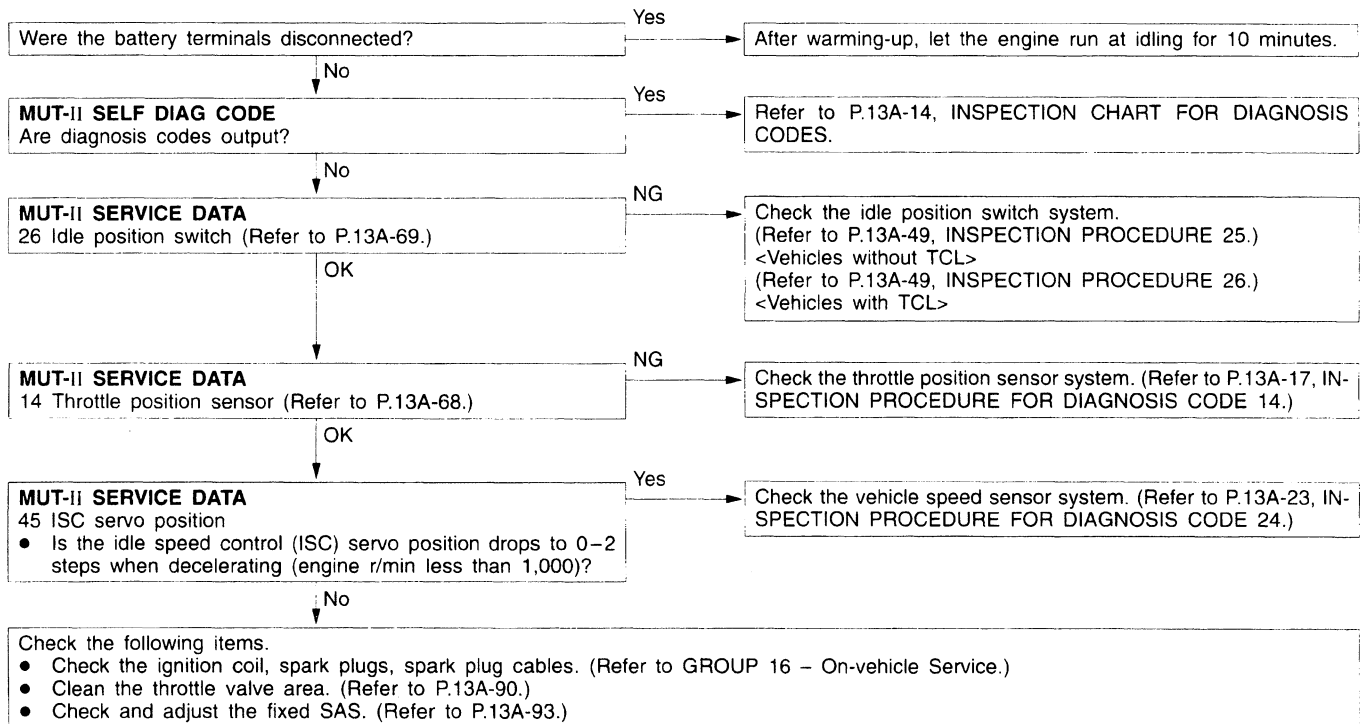 Were the battery terminals disconnected?
Yes
After warming-up, let the engine run at idling for 10 minutes.
No
MUT-II SELF DIAG CODE
Are diagnosis codes output?
Yes
Refer to P.13A-14, INSPECTION CHART FOR DIAGNOSIS
CODES.
No
MUT-II SERVICE DATA
26 Idle position switch (Refer to P.13A-69.)
NG
Check the idle position switch system.
(Refer to P.13A-49, INSPECTION PROCEDURE 25.)
<Vehicles without TCL>
(Refer to P.13A-49, INSPECTION PROCEDURE 26.)
<Vehicles with TCL>
OK
MUT-II SERVICE DATA
14 Throttle position sensor (Refer to P.13A-68.)
NG
Check the throttle position sensor system. (Refer to P.13A-17, IN-
SPECTION PROCEDURE FOR DIAGNOSIS CODE 14.)
OK
MUT-II SERVICE DATA
45 ISC servo position
● Is the idle speed control (ISC) servo position drops to 0–2
steps when decelerating (engine r/min less than 1,000)?
Yes
Check the vehicle speed sensor system. (Refer to P.13A-23, IN-
SPECTION PROCEDURE FOR DIAGNOSIS CODE 24.)
No
Check the following items.
● Check the ignition coil, spark plugs, spark plug cables. (Refer to GROUP 16 – On-vehicle Service.)
● Clean the throttle valve area. (Refer to P.13A-90.)
● Check and adjust the fixed SAS. (Refer to P.13A-93.)